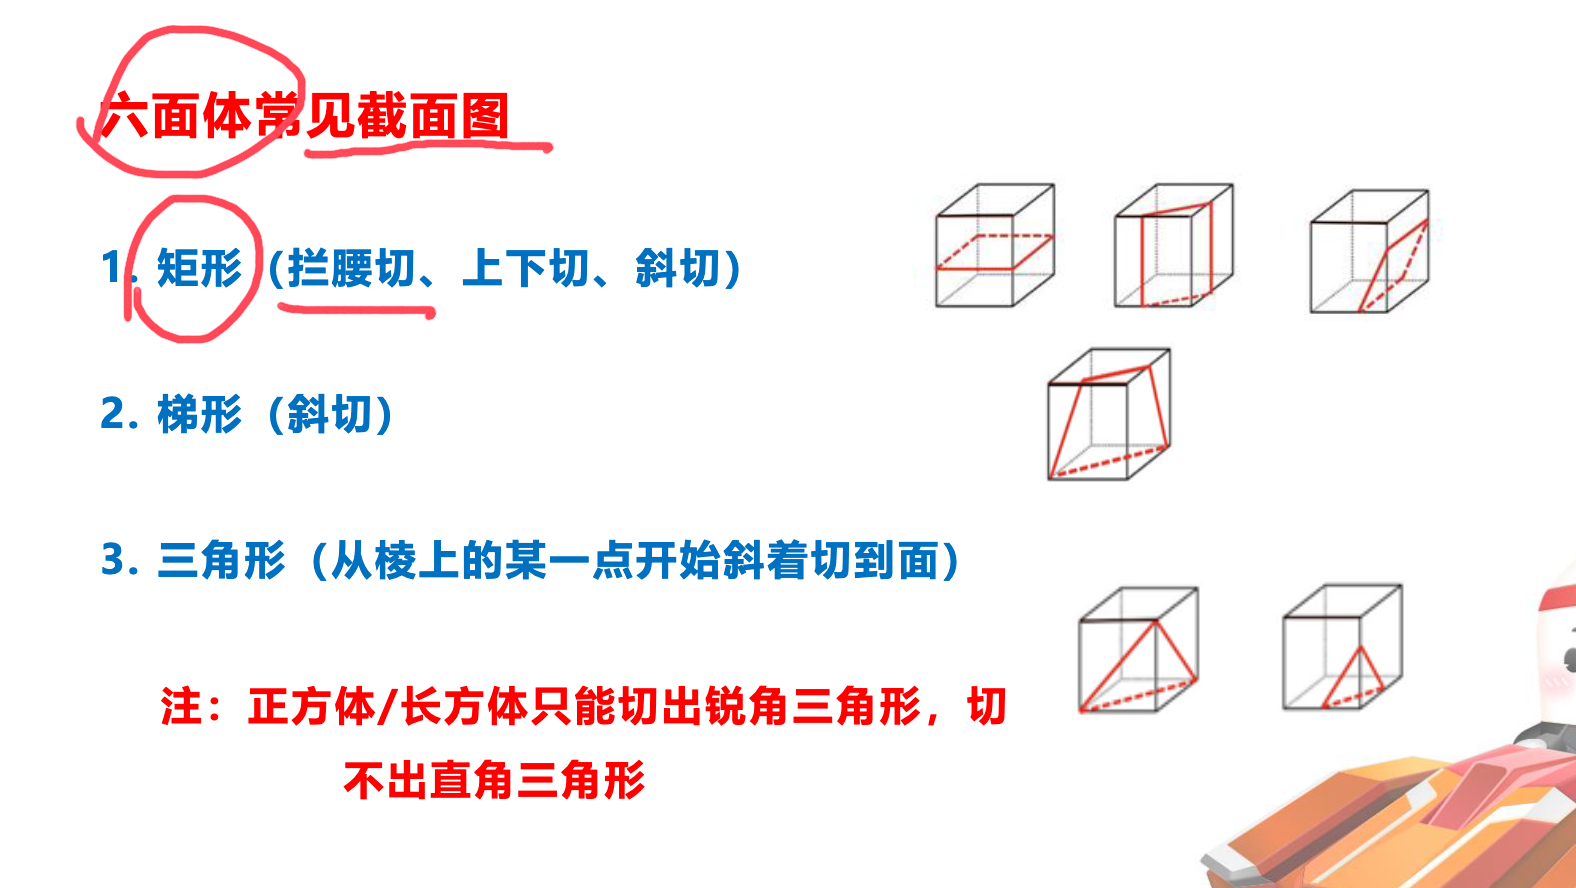 六面体常见截面图
1. 矩形（拦腰切、上下切、斜切）
2. 梯形（斜切）
3. 三角形（从棱上的某一点开始斜着切到面）
注：正方体/长方体只能切出锐角三角形，切
不出直角三角形